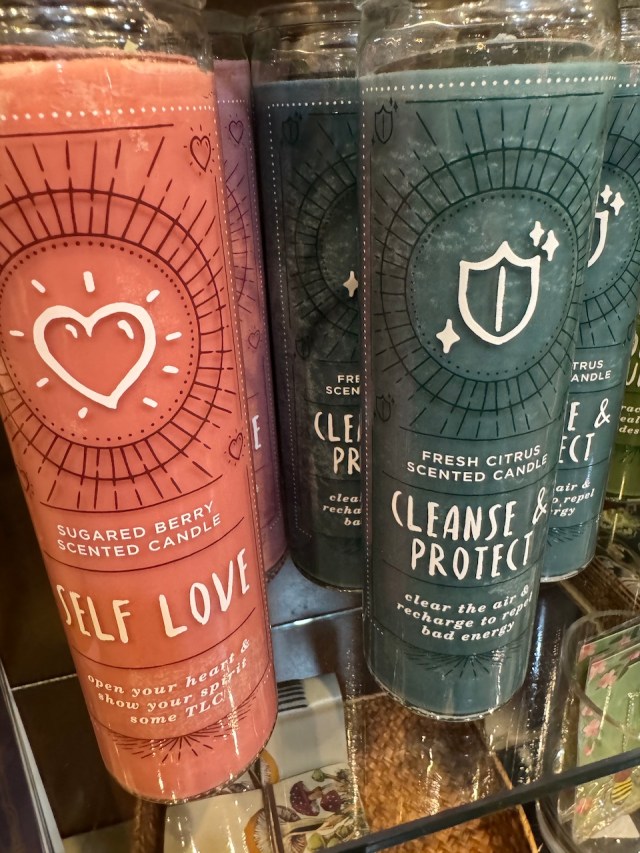 SUGARED BERRY
SCENTED CANDLE
SELF LOVE
open your heart &
show your spirit
some TLC!
FRESH CITRUS
SCENTED CANDLE
CLEANSE &
PROTECT
clear the air &
recharge to repel
bad energy